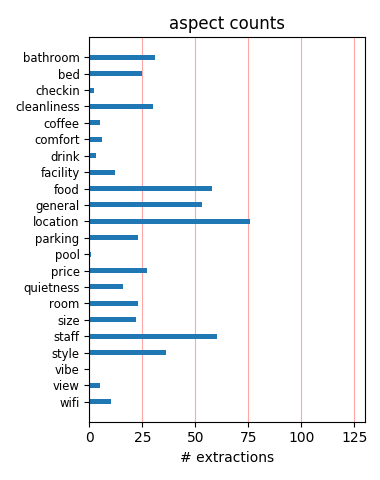 aspect counts
bathroom
bed
checkin
cleanliness
coffee
comfort
drink
facility
food
general
location
parking
pool
price
quietness
room
size
staff
style
vibe
view
wifi
0 25 50 75 100 125
# extractions